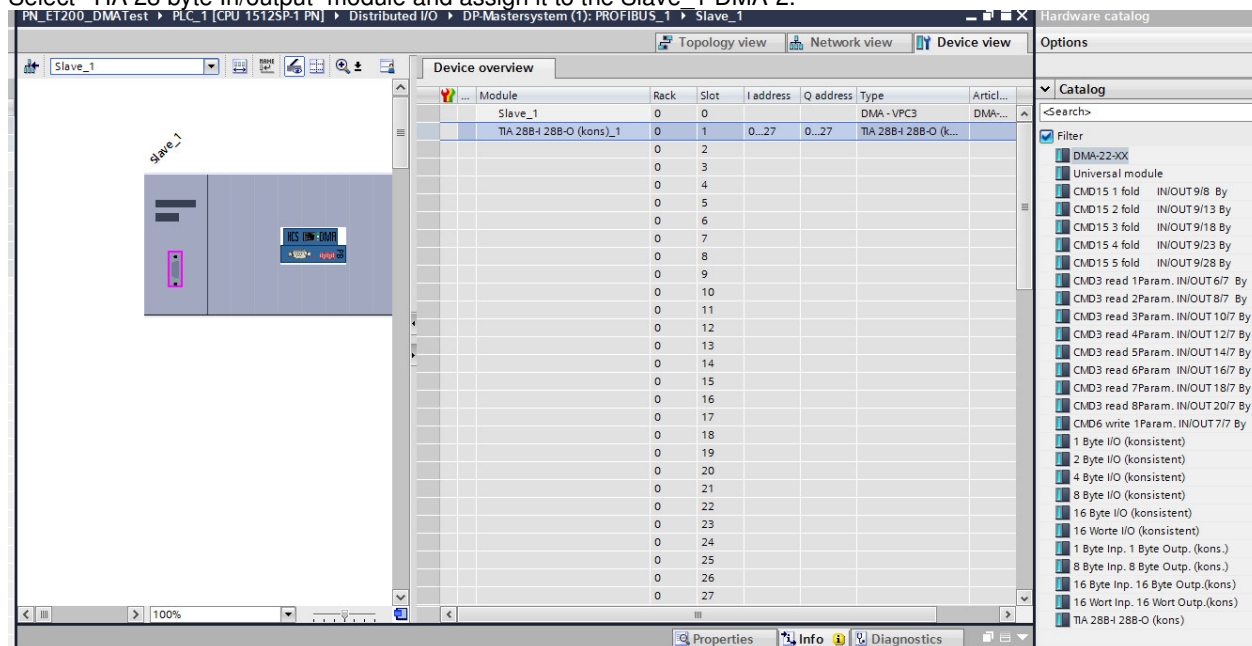 Select "TIA 28 byte In/output" module and assign it to the Slave_1 DMA-2.
PN_ET200_DMATest ▸ PLC_1 [CPU 1512SP-1 PN] ▸ Distributed I/O ▸ DP-Mastersystem (1): PROFIBUS_1 ▸ Slave_1
Topology view Network view Device view
Slave_1
Device overview
... Module Rack Slot I address Q address Type Articl...
Slave_1 0 0 DMA - VPC3 DMA-...
TIA 28B-I 28B-O (kons)_1 0 1 0...27 0...27 TIA 28B-I 28B-O (k...
0 2
0 3
0 4
0 5
0 6
0 7
0 8
0 9
0 10
0 11
0 12
0 13
0 14
0 15
0 16
0 17
0 18
0 19
0 20
0 21
0 22
0 23
0 24
0 25
0 26
0 27
Slave_1
DMA
100%
Properties Info Diagnostics
Hardware catalog
Options
Catalog
<Search>
Filter
DMA-22-XX
Universal module
CMD15 1 fold IN/OUT 9/8 By
CMD15 2 fold IN/OUT 9/13 By
CMD15 3 fold IN/OUT 9/18 By
CMD15 4 fold IN/OUT 9/23 By
CMD15 5 fold IN/OUT 9/28 By
CMD3 read 1Param. IN/OUT 6/7 By
CMD3 read 2Param. IN/OUT 8/7 By
CMD3 read 3Param. IN/OUT 10/7 By
CMD3 read 4Param. IN/OUT 12/7 By
CMD3 read 5Param. IN/OUT 14/7 By
CMD3 read 6Param IN/OUT 16/7 By
CMD3 read 7Param. IN/OUT 18/7 By
CMD3 read 8Param. IN/OUT 20/7 By
CMD6 write 1Param. IN/OUT 7/7 By
1 Byte I/O (konsistent)
2 Byte I/O (konsistent)
4 Byte I/O (konsistent)
8 Byte I/O (konsistent)
16 Byte I/O (konsistent)
16 Worte I/O (konsistent)
1 Byte Inp. 1 Byte Outp. (kons.)
8 Byte Inp. 8 Byte Outp. (kons.)
16 Byte Inp. 16 Byte Outp.(kons)
16 Wort Inp. 16 Wort Outp.(kons)
TIA 28B-I 28B-O (kons)